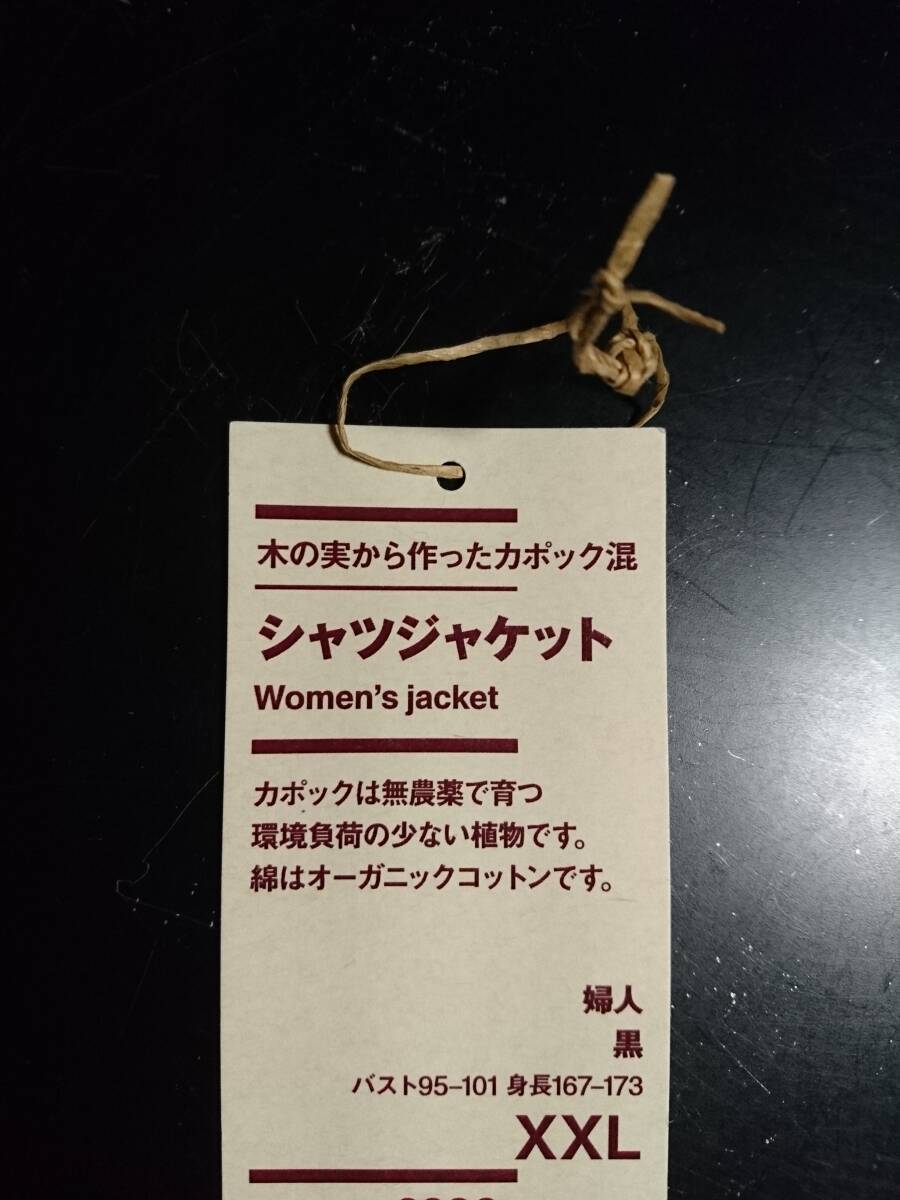 木の実から作ったカポック混
シャツジャケット
Women's jacket
カポックは無農薬で育つ
環境負荷の少ない植物です。
綿はオーガニックコットンです。
婦人
黒
バスト95–101 身長167–173
XXL